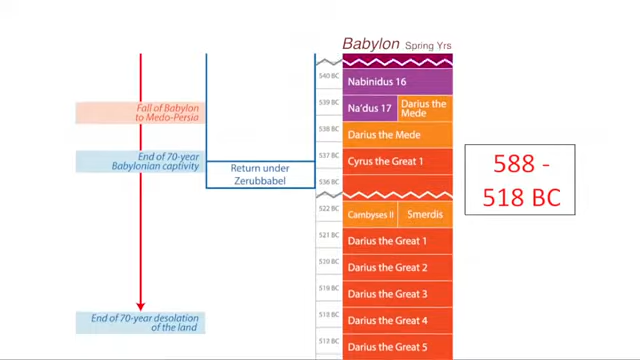 Babylon Spring Yrs
540 BC
Nabinidus 16
539 BC
Na'dus 17
Darius the
Mede
Fall of Babylon
to Medo-Persia
538 BC
Darius the Mede
End of 70-year
Babylonian captivity
537 BC
Cyrus the Great 1
Return under
Zerubbabel
536 BC
588 -
518 BC
522 BC
Cambyses II
Smerdis
521 BC
Darius the Great 1
520 BC
Darius the Great 2
519 BC
Darius the Great 3
518 BC
Darius the Great 4
End of 70-year desolation
of the land
Darius the Great 5